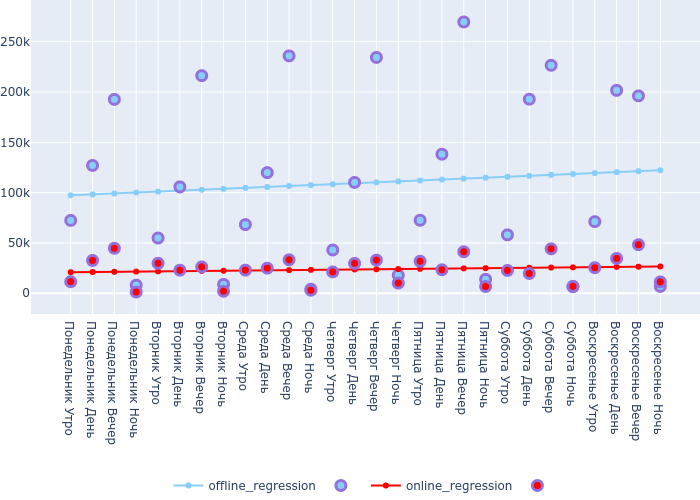 250k
200k
150k
100k
50k
0
Понедельник Утро
Понедельник День
Понедельник Вечер
Понедельник Ночь
Вторник Утро
Вторник День
Вторник Вечер
Вторник Ночь
Среда Утро
Среда День
Среда Вечер
Среда Ночь
Четверг Утро
Четверг День
Четверг Вечер
Четверг Ночь
Пятница Утро
Пятница День
Пятница Вечер
Пятница Ночь
Суббота Утро
Суббота День
Суббота Вечер
Суббота Ночь
Воскресенье Утро
Воскресенье День
Воскресенье Вечер
Воскресенье Ночь
offline_regression
online_regression